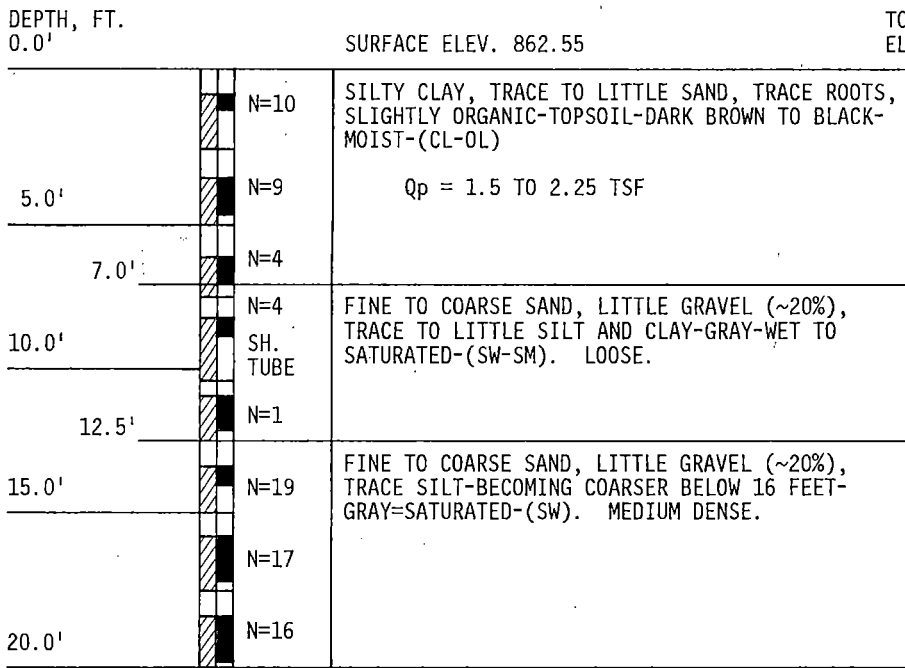 DEPTH, FT.
0.0' SURFACE ELEV. 862.55
N=10 SILTY CLAY, TRACE TO LITTLE SAND, TRACE ROOTS,
SLIGHTLY ORGANIC-TOPSOIL-DARK BROWN TO BLACK-
MOIST-(CL-OL)
5.0' N=9 Qp = 1.5 TO 2.25 TSF
7.0' N=4
N=4 FINE TO COARSE SAND, LITTLE GRAVEL (~20%),
10.0' SH. TRACE TO LITTLE SILT AND CLAY-GRAY-WET TO
TUBE SATURATED-(SW-SM). LOOSE.
12.5' N=1
FINE TO COARSE SAND, LITTLE GRAVEL (~20%),
15.0' N=19 TRACE SILT-BECOMING COARSER BELOW 16 FEET-
GRAY=SATURATED-(SW). MEDIUM DENSE.
N=17
20.0' N=16